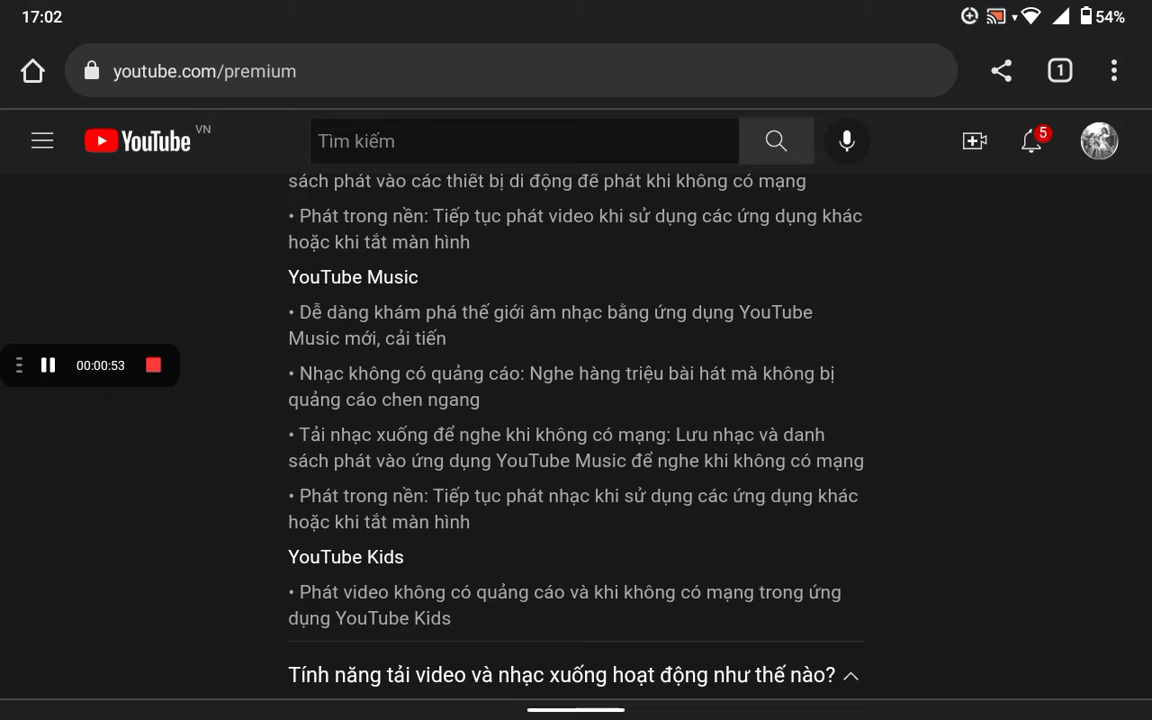 17:02
54%
youtube.com/premium
1
YouTube VN
Tìm kiếm
5
sách phát vào các thiết bị di động để phát khi không có mạng
• Phát trong nền: Tiếp tục phát video khi sử dụng các ứng dụng khác
hoặc khi tắt màn hình
YouTube Music
• Dễ dàng khám phá thế giới âm nhạc bằng ứng dụng YouTube
Music mới, cải tiến
00:00:53
• Nhạc không có quảng cáo: Nghe hàng triệu bài hát mà không bị
quảng cáo chen ngang
• Tải nhạc xuống để nghe khi không có mạng: Lưu nhạc và danh
sách phát vào ứng dụng YouTube Music để nghe khi không có mạng
• Phát trong nền: Tiếp tục phát nhạc khi sử dụng các ứng dụng khác
hoặc khi tắt màn hình
YouTube Kids
• Phát video không có quảng cáo và khi không có mạng trong ứng
dụng YouTube Kids
Tính năng tải video và nhạc xuống hoạt động như thế nào?